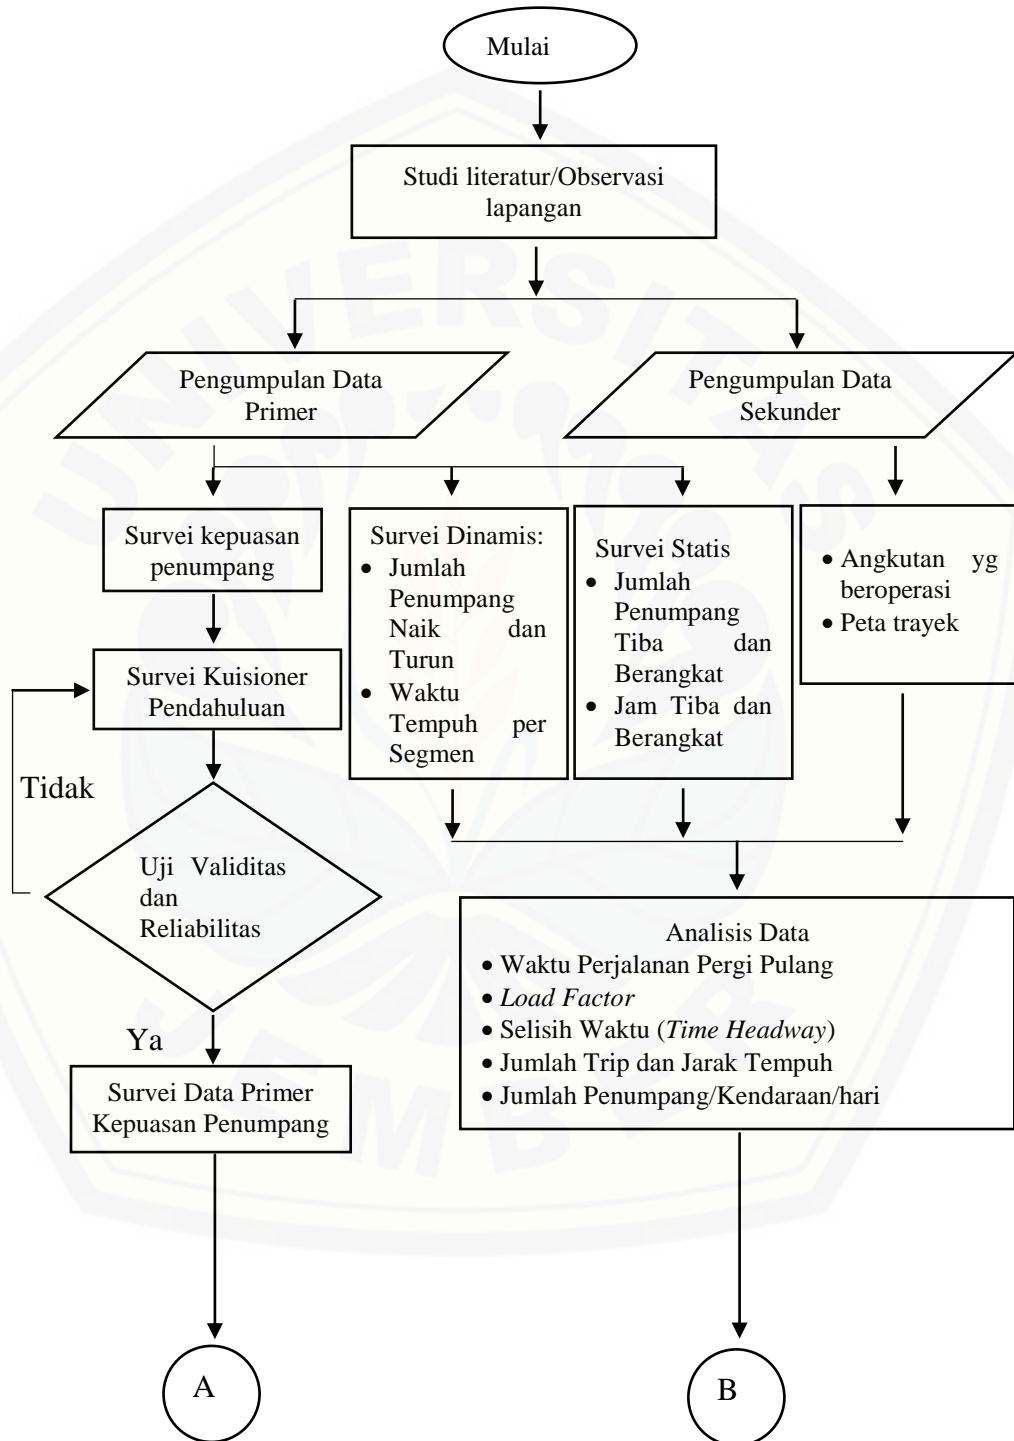 Mulai
Studi literatur/Observasi
lapangan
Pengumpulan Data
Primer
Pengumpulan Data
Sekunder
Survei kepuasan
penumpang
Survei Dinamis:
• Jumlah
Penumpang
Naik dan
Turun
• Waktu
Tempuh per
Segmen
Survei Statis
• Jumlah
Penumpang
Tiba dan
Berangkat
• Jam Tiba dan
Berangkat
• Angkutan yg
beroperasi
• Peta trayek
Survei Kuisioner
Pendahuluan
Tidak
Uji Validitas
dan
Reliabilitas
Ya
Survei Data Primer
Kepuasan Penumpang
Analisis Data
• Waktu Perjalanan Pergi Pulang
• Load Factor
• Selisih Waktu (Time Headway)
• Jumlah Trip dan Jarak Tempuh
• Jumlah Penumpang/Kendaraan/hari
A
B
UNIVERSITAS
JEMBER